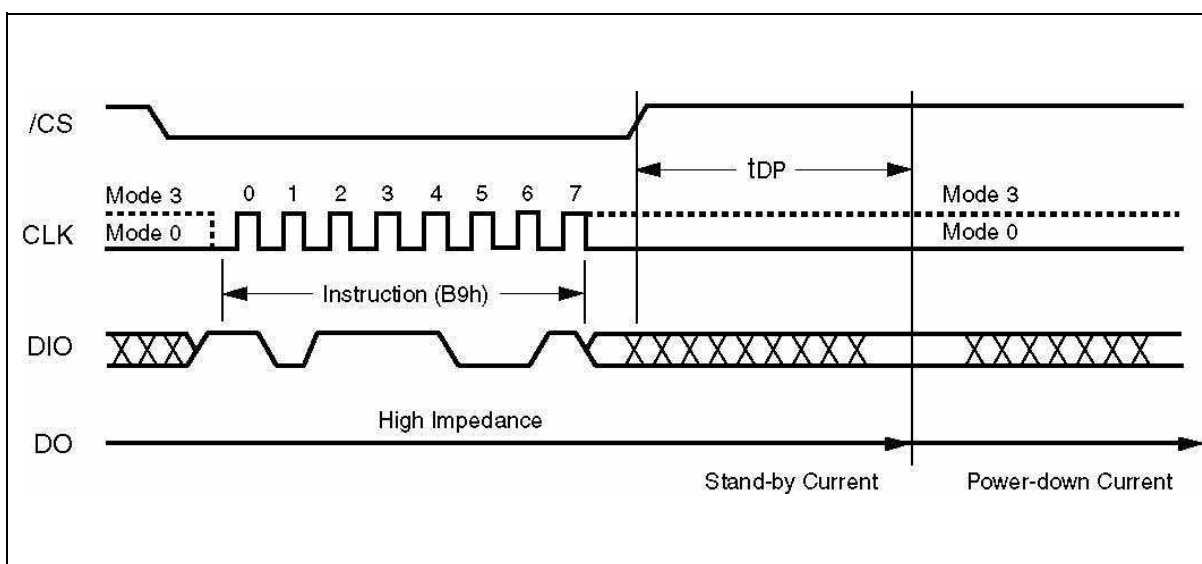 /CS
tDP
Mode 3 0 1 2 3 4 5 6 7 Mode 3
CLK Mode 0 Mode 0
Instruction (B9h)
DIO
High Impedance
DO
Stand-by Current Power-down Current